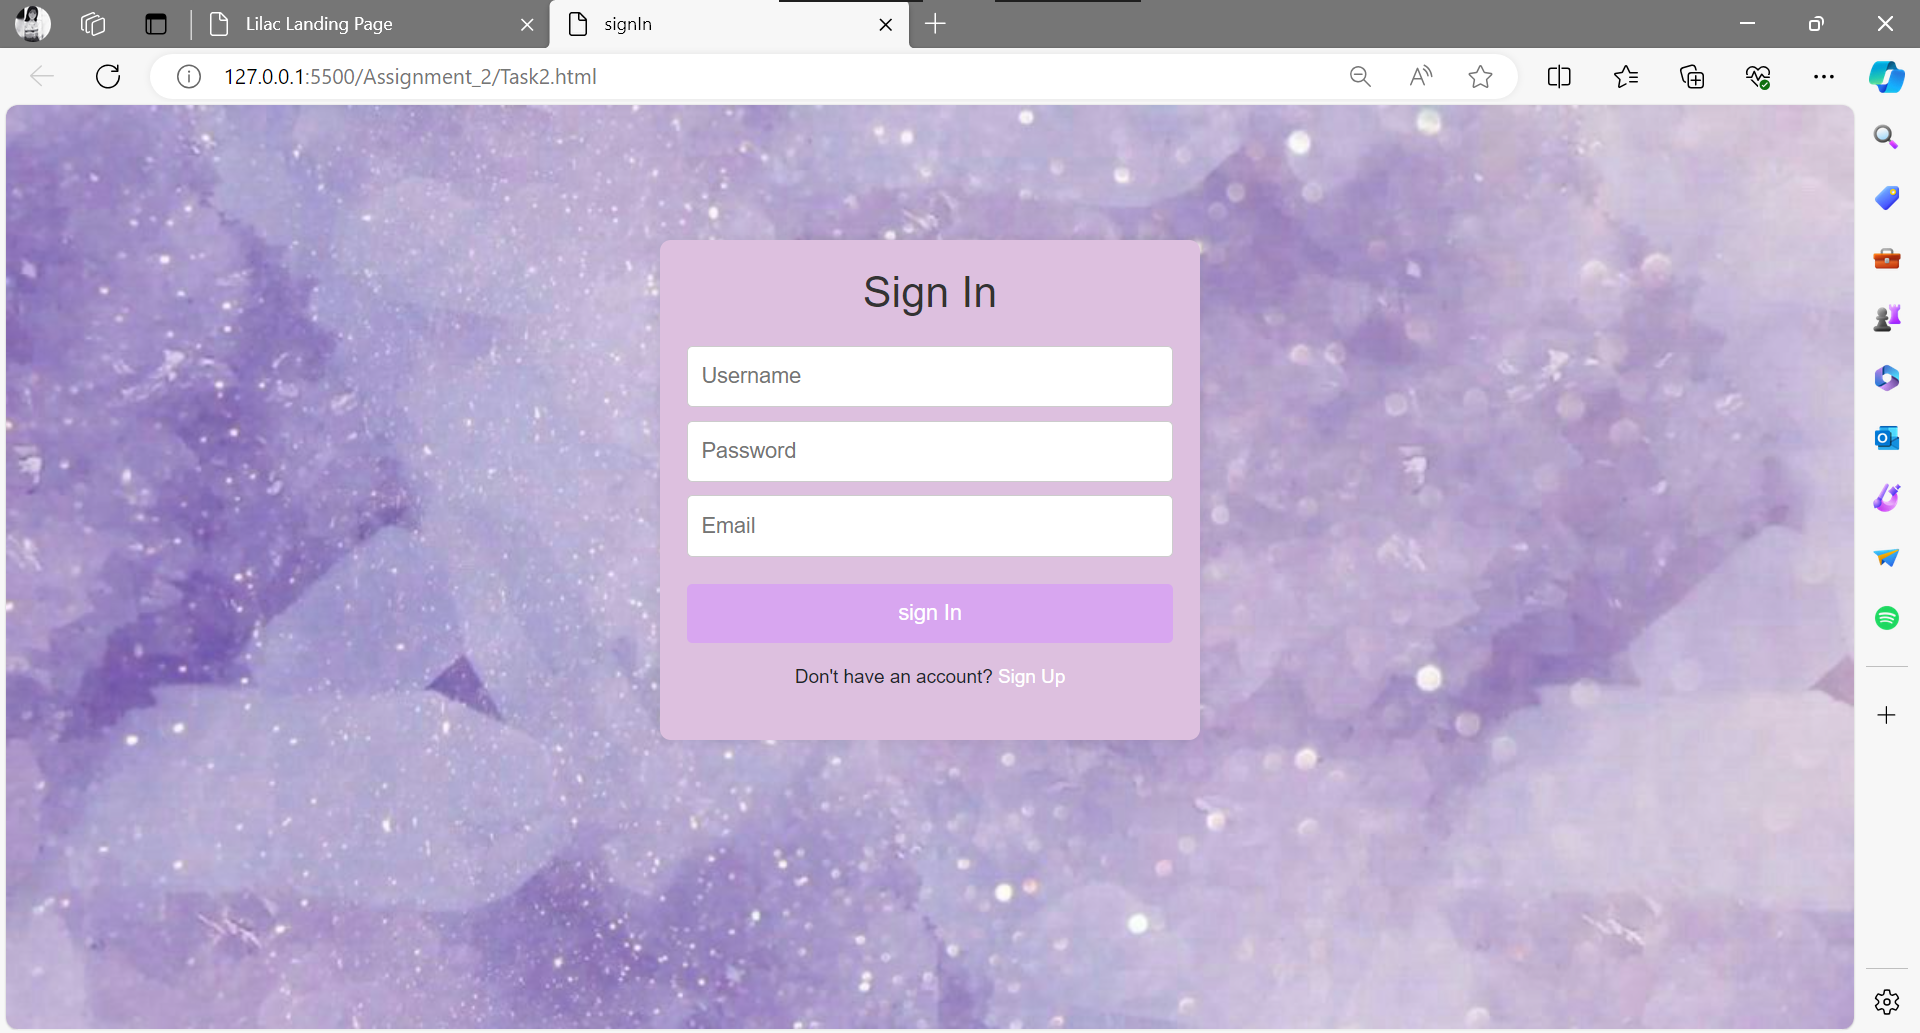 Lilac Landing Page
signIn
127.0.0.1:5500/Assignment_2/Task2.html
Sign In
Username
Password
Email
sign In
Don't have an account? Sign Up